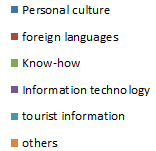 Personal culture
foreign languages
Know-how
Information technology
tourist information
others